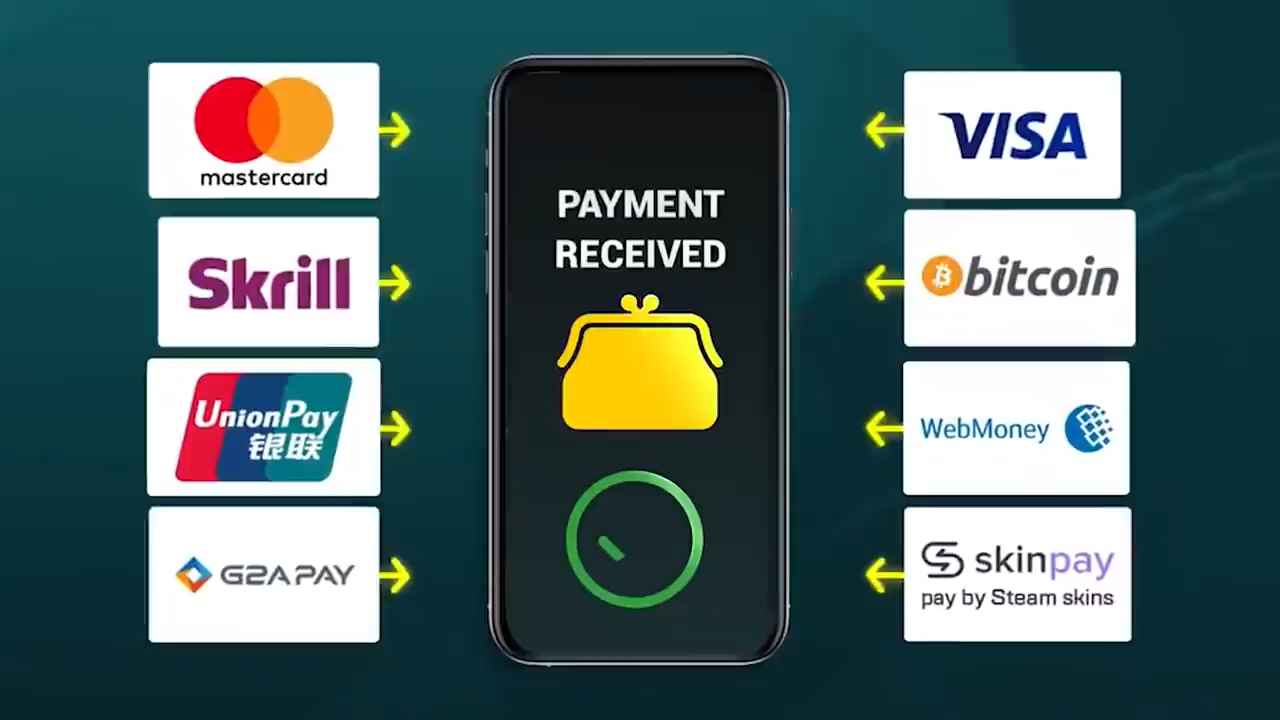 mastercard
Skrill
UnionPay
银联
G2A PAY
PAYMENT
RECEIVED
VISA
bitcoin
WebMoney
skinpay
pay by Steam skins